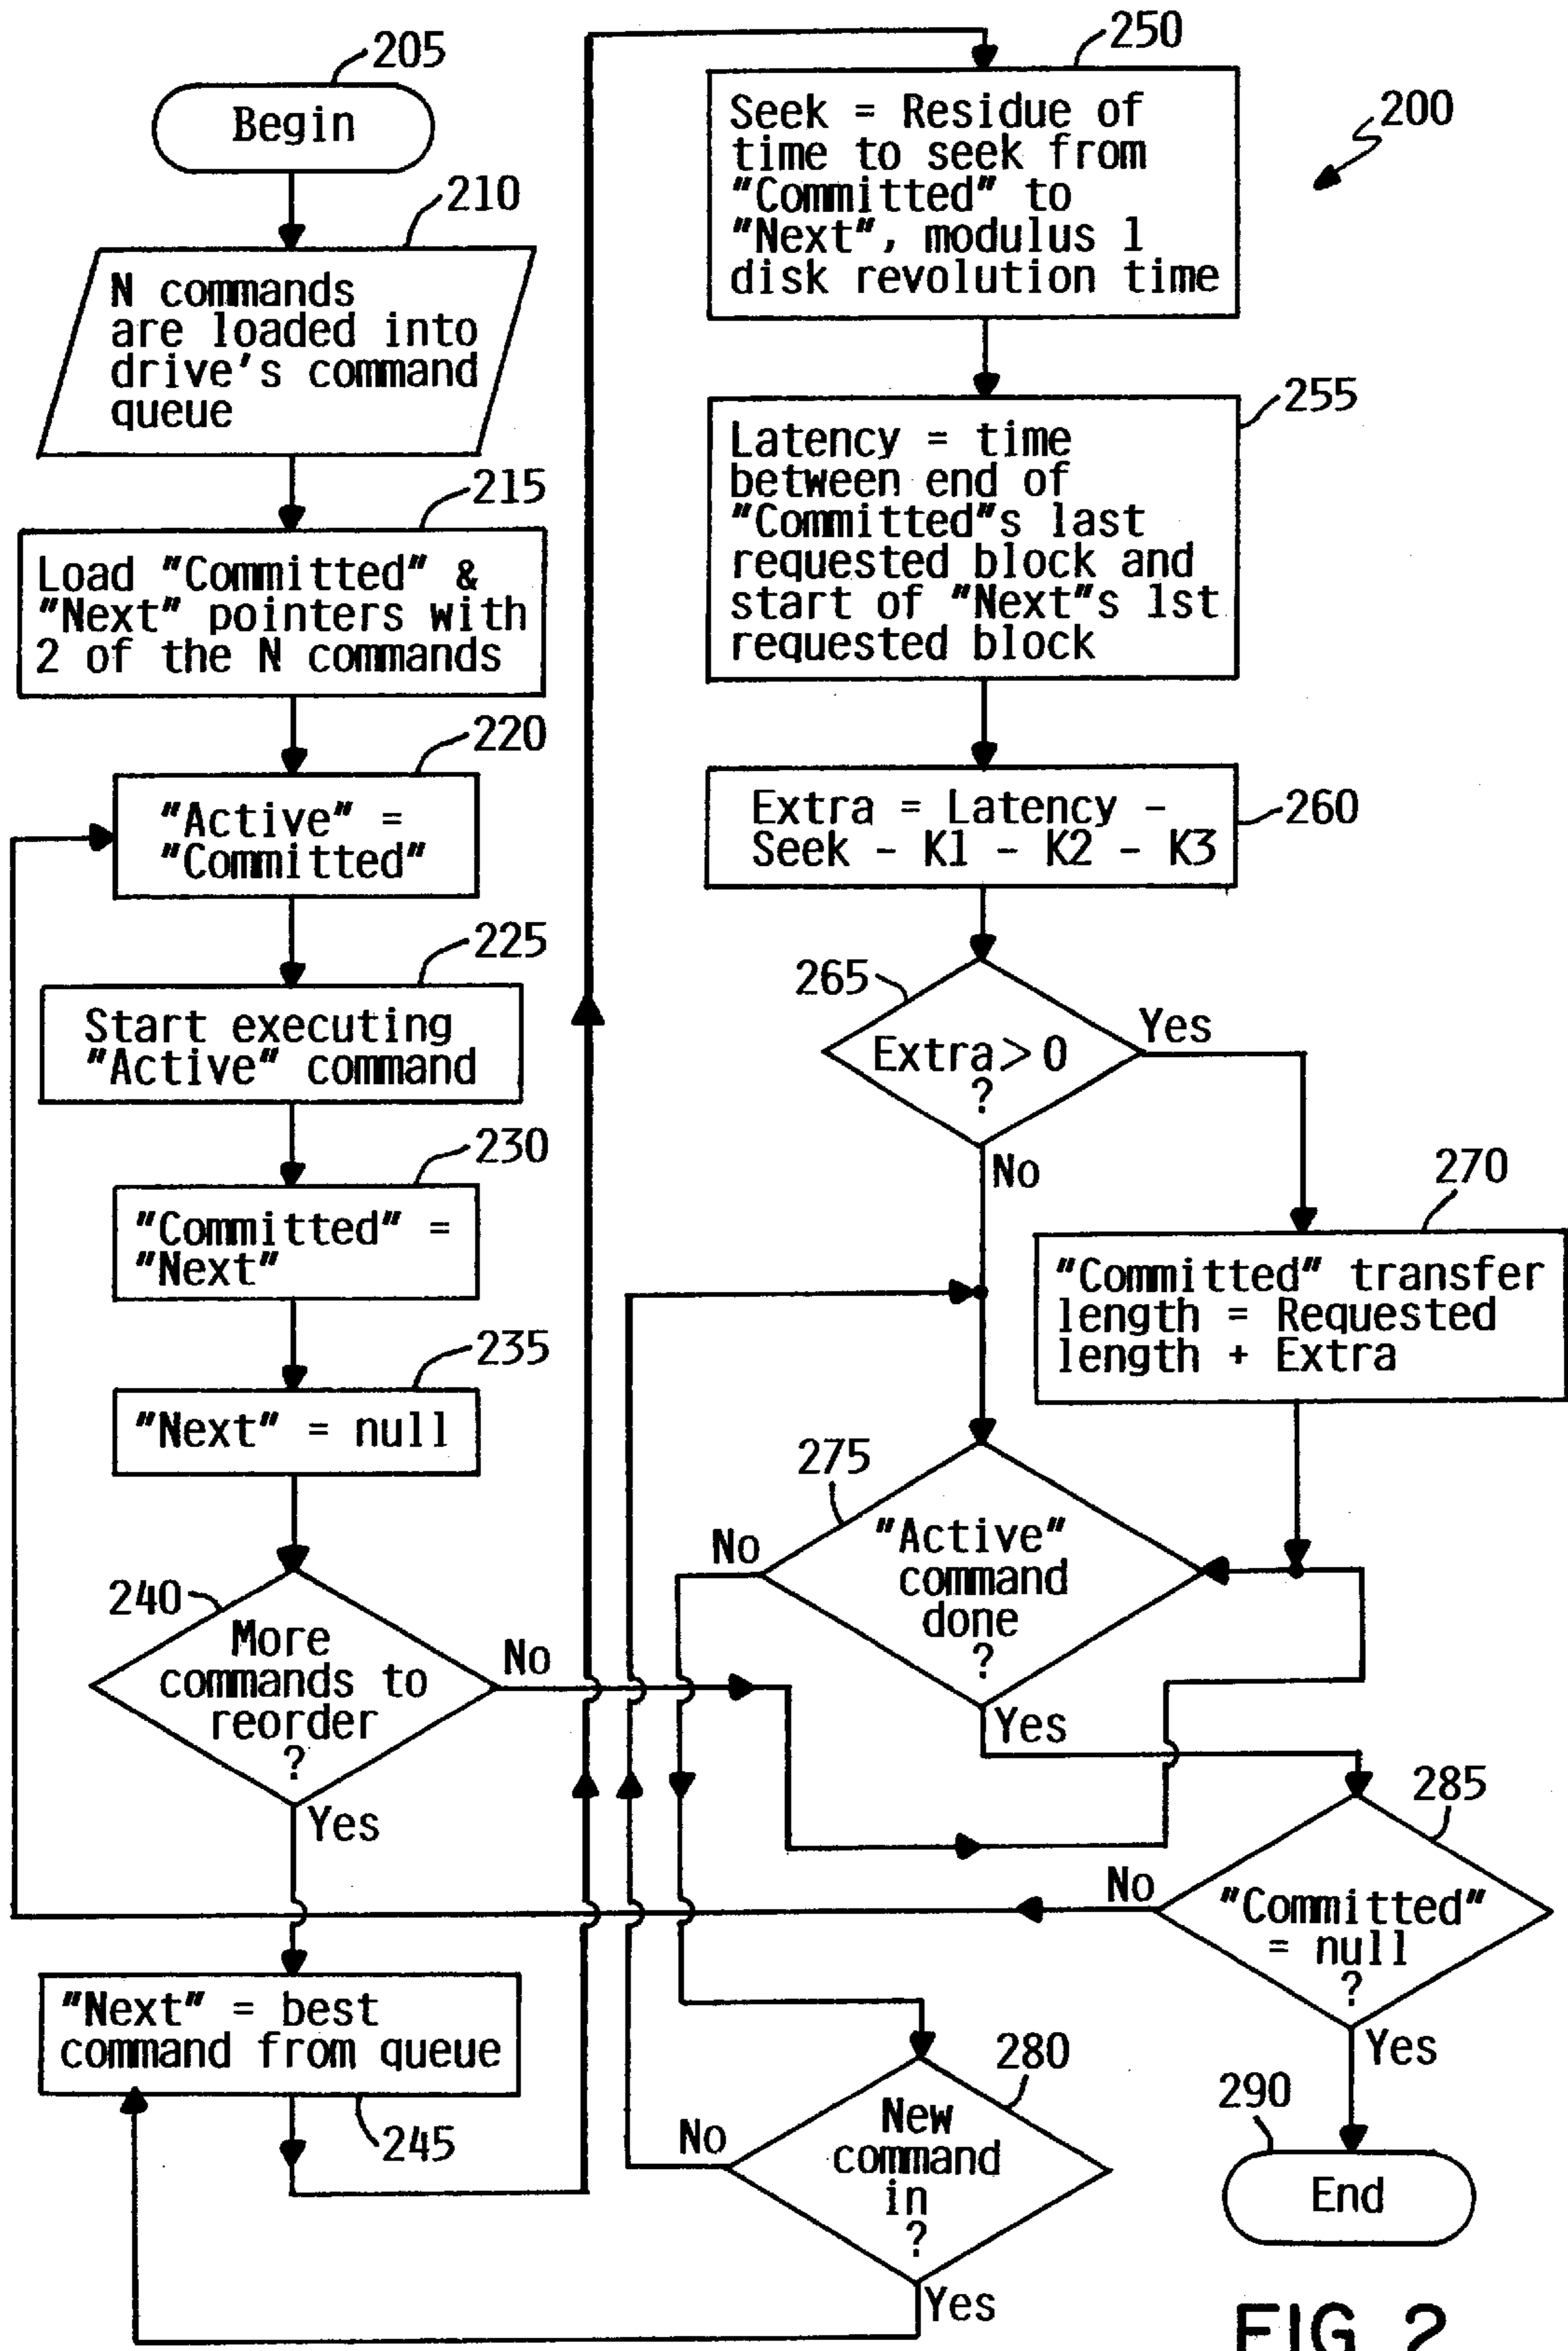 205
Begin
210
N commands
are loaded into
drive's command
queue
215
Load "Committed" &
"Next" pointers with
2 of the N commands
220
"Active" =
"Committed"
225
Start executing
"Active" command
230
"Committed" =
"Next"
235
"Next" = null
240
More
commands to
reorder
?
No
Yes
"Next" = best
command from queue
245
250
200
Seek = Residue of
time to seek from
"Committed" to
"Next", modulus 1
disk revolution time
255
Latency = time
between end of
"Committed"s last
requested block and
start of "Next"s 1st
requested block
260
Extra = Latency -
Seek - K1 - K2 - K3
265
Extra > 0
?
Yes
No
270
"Committed" transfer
length = Requested
length + Extra
275
"Active"
command
done
?
No
Yes
285
"Committed"
= null
?
No
Yes
280
New
command
in
?
No
Yes
290
End
FIG. 2